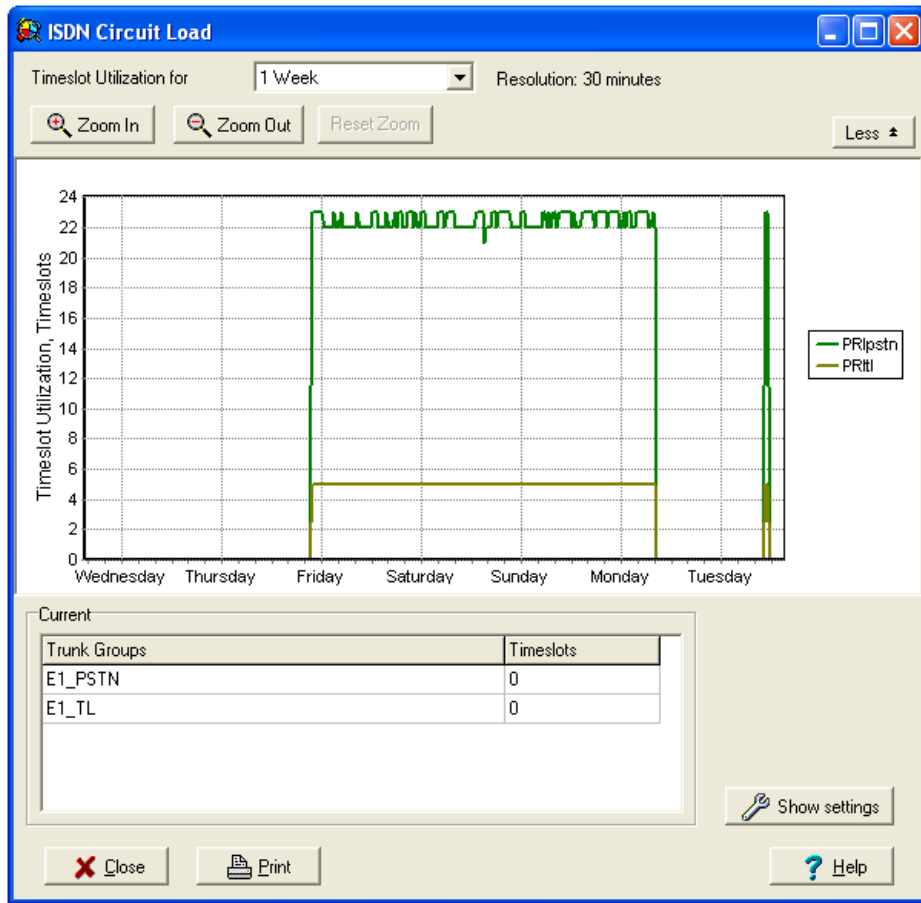 ISDN Circuit Load
Timeslot Utilization for 1 Week Resolution: 30 minutes
Zoom In Zoom Out Reset Zoom Less
Timeslot Utilization, Timeslots
24
22
20
18
16
14
12
10
8
6
4
2
0
Wednesday Thursday Friday Saturday Sunday Monday Tuesday
PRIpstn
PRItl
Current
Trunk Groups Timeslots
E1_PSTN 0
E1_TL 0
Show settings
Close Print Help